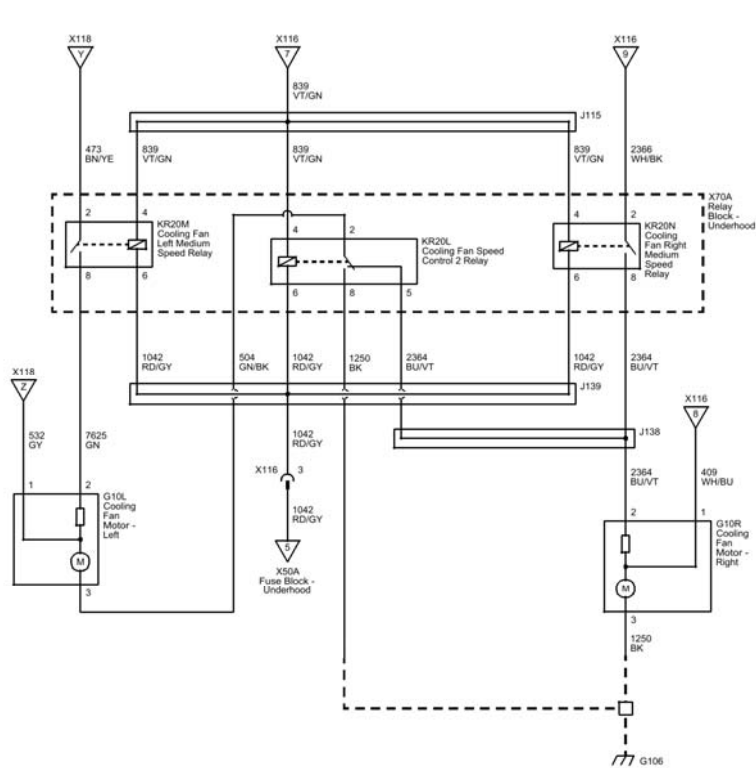 X118
Y
X116
7
X116
9
839
VT/GN
J115
473
BN/YE
839
VT/GN
839
VT/GN
839
VT/GN
2366
WH/BK
X70A
Relay
Block -
Underhood
2
4
KR20M
Cooling Fan
Left Medium
Speed Relay
8
6
4
2
KR20L
Cooling Fan Speed
Control 2 Relay
6
8
5
4
2
KR20N
Cooling
Fan Right
Medium
Speed
Relay
6
8
1042
RD/GY
504
GN/BK
1042
RD/GY
1250
BK
2364
BU/VT
1042
RD/GY
2364
BU/VT
J139
X118
Z
X116
8
532
GY
7625
GN
1042
RD/GY
J138
X116
3
2364
BU/VT
409
WH/BU
1042
RD/GY
5
X50A
Fuse Block -
Underhood
1
2
G10L
Cooling
Fan
Motor -
Left
M
3
2
1
G10R
Cooling
Fan
Motor -
Right
M
3
1250
BK
G106